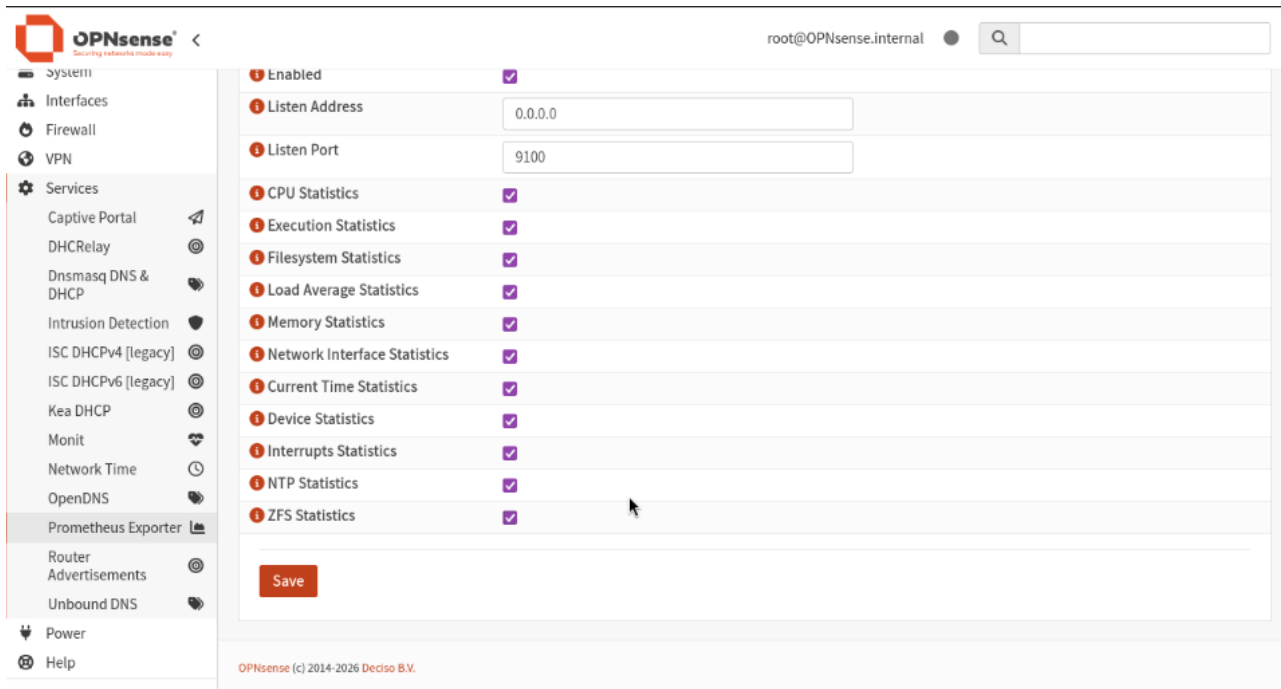 OPNsense
Securing networks made easy
root@OPNsense.internal
System
Interfaces
Firewall
VPN
Services
Captive Portal
DHCRelay
Dnsmasq DNS &
DHCP
Intrusion Detection
ISC DHCPv4 [legacy]
ISC DHCPv6 [legacy]
Kea DHCP
Monit
Network Time
OpenDNS
Prometheus Exporter
Router
Advertisements
Unbound DNS
Power
Help
Enabled
Listen Address
0.0.0.0
Listen Port
9100
CPU Statistics
Execution Statistics
Filesystem Statistics
Load Average Statistics
Memory Statistics
Network Interface Statistics
Current Time Statistics
Device Statistics
Interrupts Statistics
NTP Statistics
ZFS Statistics
Save
OPNsense (c) 2014-2026 Deciso B.V.